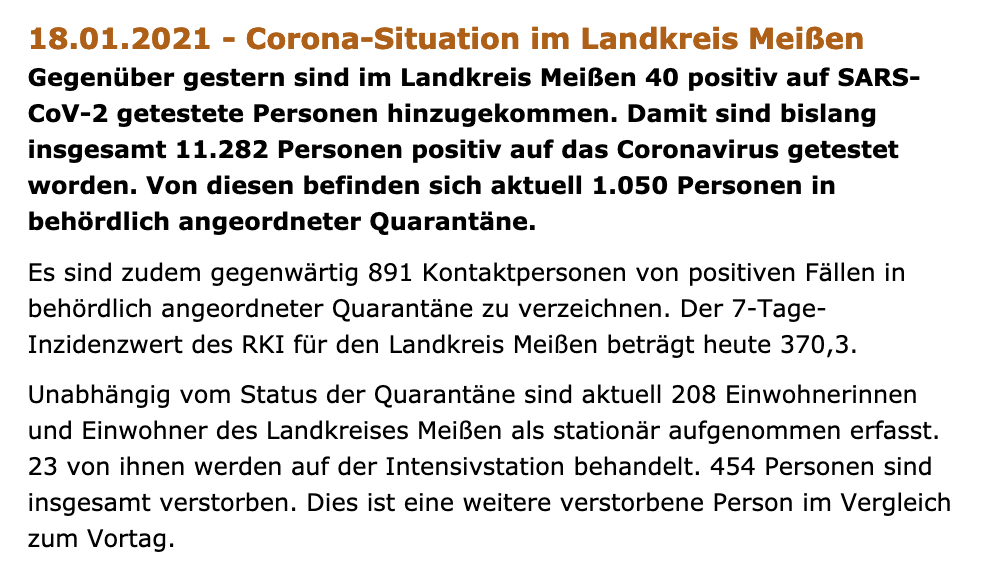 18.01.2021 - Corona-Situation im Landkreis Meißen
Gegenüber gestern sind im Landkreis Meißen 40 positiv auf SARS-
CoV-2 getestete Personen hinzugekommen. Damit sind bislang
insgesamt 11.282 Personen positiv auf das Coronavirus getestet
worden. Von diesen befinden sich aktuell 1.050 Personen in
behördlich angeordneter Quarantäne.
Es sind zudem gegenwärtig 891 Kontaktpersonen von positiven Fällen in
behördlich angeordneter Quarantäne zu verzeichnen. Der 7-Tage-
Inzidenzwert des RKI für den Landkreis Meißen beträgt heute 370,3.
Unabhängig vom Status der Quarantäne sind aktuell 208 Einwohnerinnen
und Einwohner des Landkreises Meißen als stationär aufgenommen erfasst.
23 von ihnen werden auf der Intensivstation behandelt. 454 Personen sind
insgesamt verstorben. Dies ist eine weitere verstorbene Person im Vergleich
zum Vortag.